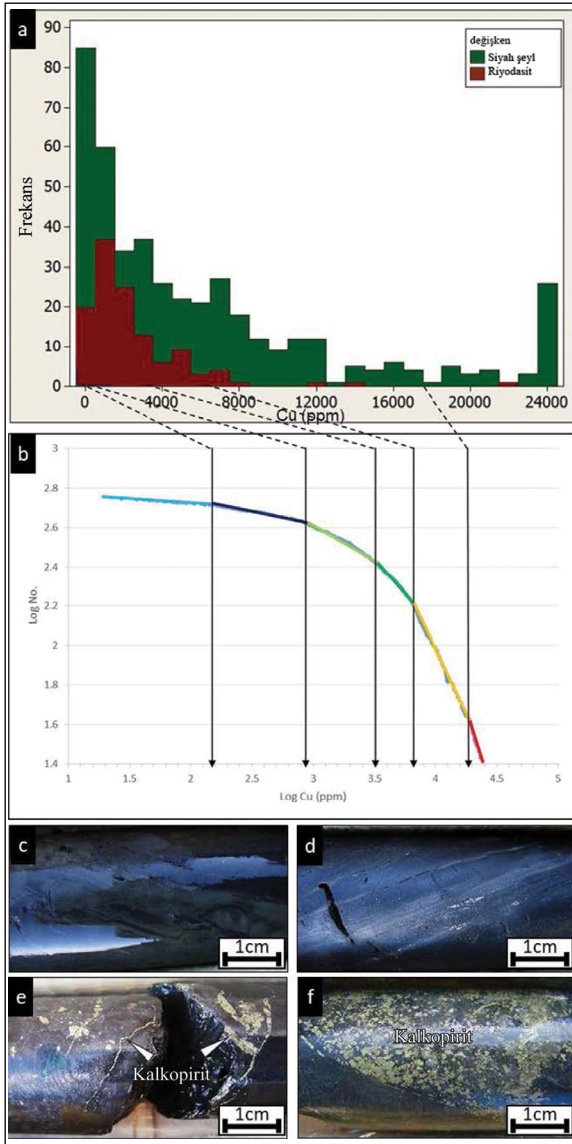 a
değişken
Siyah şeyl
Riyodasit
Frekans
90
80
70
60
50
40
30
20
10
0
0 4000 8000 12000 16000 20000 24000
Cu (ppm)
b
Log No.
3
2.8
2.6
2.4
2.2
2
1.8
1.6
1.4
1 1.5 2 2.5 3 3.5 4 4.5 5
Log Cu (ppm)
c
1cm
d
1cm
e
Kalkopirit
1cm
f
Kalkopirit
1cm